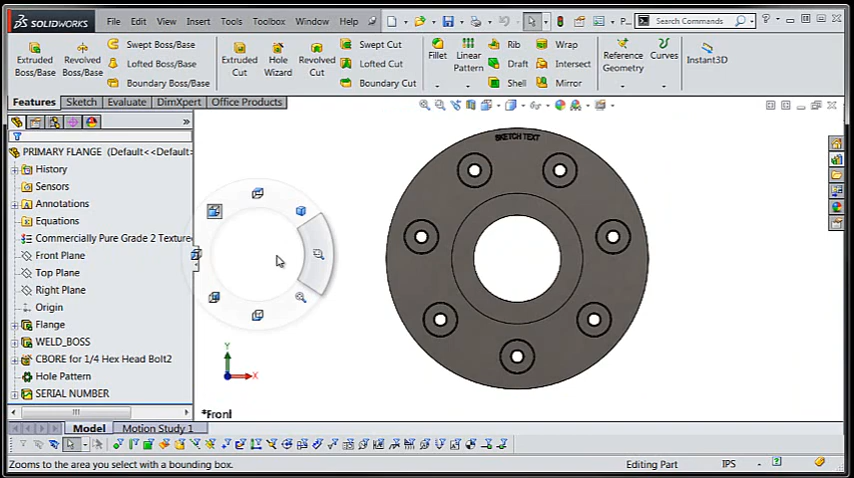 SOLIDWORKS File Edit View Insert Tools Toolbox Window Help P... Search Commands ?
Extruded Boss/Base Revolved Boss/Base Swept Boss/Base Lofted Boss/Base Boundary Boss/Base Extruded Cut Hole Wizard Revolved Cut Swept Cut Lofted Cut Boundary Cut Fillet Linear Pattern Rib Draft Shell Wrap Intersect Mirror Reference Geometry Curves Instant3D
Features Sketch Evaluate DimXpert Office Products
PRIMARY FLANGE (Default<<Default>
History
Sensors
A Annotations
Equations
Commercially Pure Grade 2 Texture
Front Plane
Top Plane
Right Plane
Origin
Flange
WELD_BOSS
CBORE for 1/4 Hex Head Bolt2
Hole Pattern
SERIAL NUMBER
SKETCH TEXT
Y
X
*Front
Model Motion Study 1
Zooms to the area you select with a bounding box. Editing Part IPS